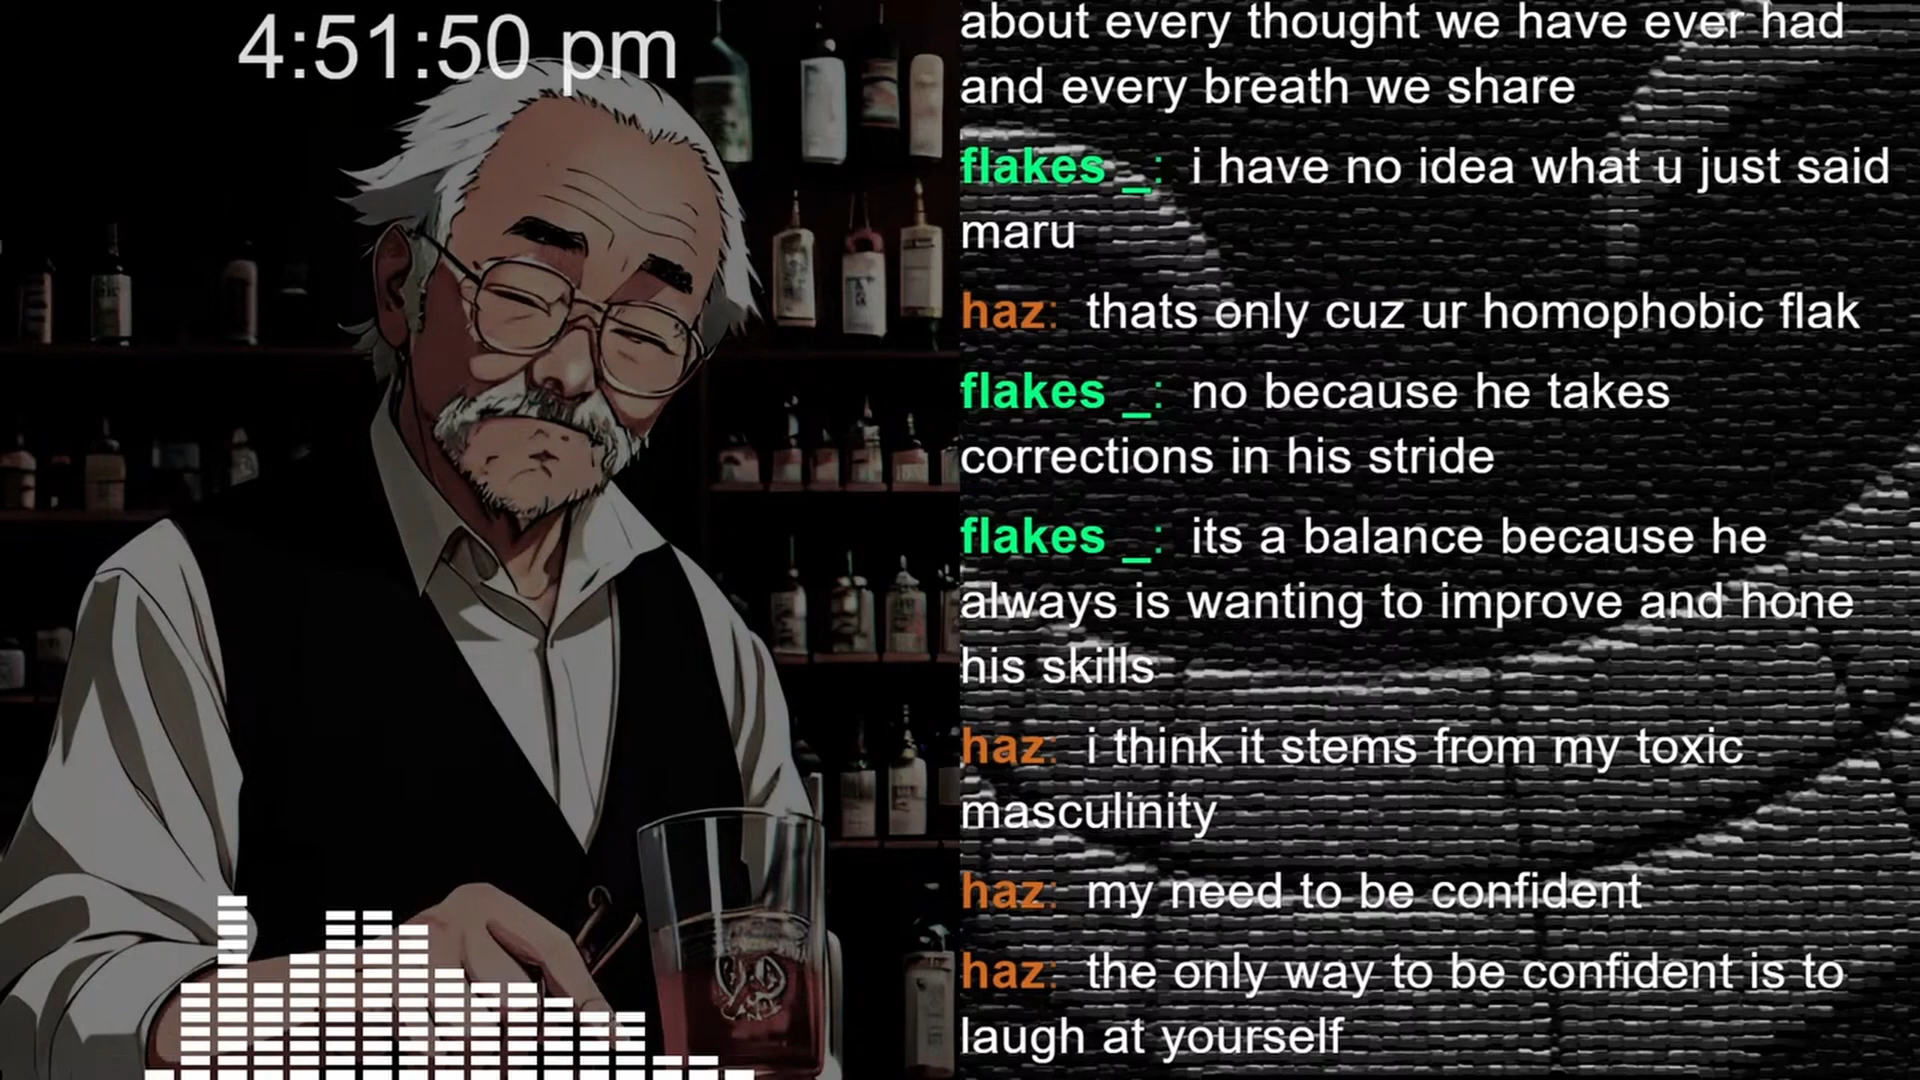 4:51:50 pm
about every thought we have ever had
and every breath we share
flakes _: i have no idea what u just said
maru
haz: thats only cuz ur homophobic flak
flakes _: no because he takes
corrections in his stride
flakes _: its a balance because he
always is wanting to improve and hone
his skills
haz: i think it stems from my toxic
masculinity
haz: my need to be confident
haz: the only way to be confident is to
laugh at yourself